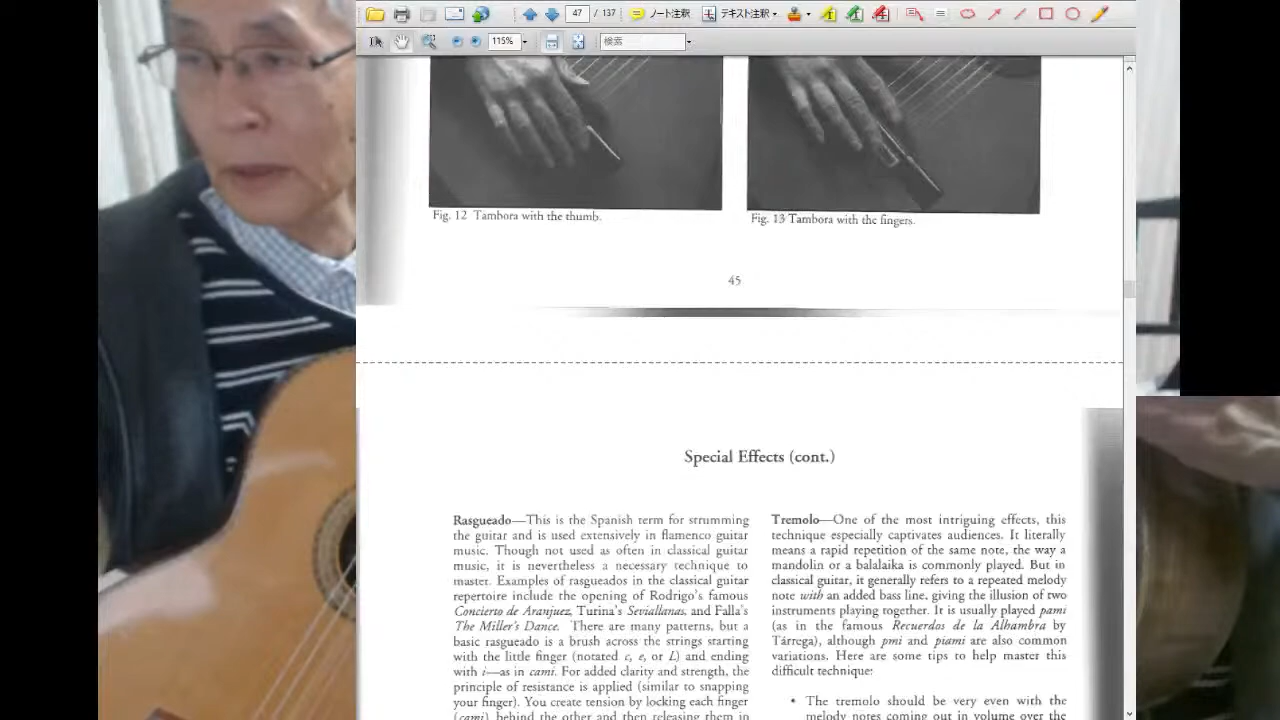 47 / 137
ノート注釈
テキスト注釈
115%
検索
Fig. 12 Tambora with the thumb.
Fig. 13 Tambora with the fingers.
45
Special Effects (cont.)
Rasgueado—This is the Spanish term for strumming
the guitar and is used extensively in flamenco guitar
music. Though not used as often in classical guitar
music, it is nevertheless a necessary technique to
master. Examples of rasgueados in the classical guitar
repertoire include the opening of Rodrigo's famous
Concierto de Aranjuez, Turina's Seviallanas, and Falla's
The Miller's Dance. There are many patterns, but a
basic rasgueado is a brush across the strings starting
with the little finger (notated c, e, or L) and ending
with i—as in cami. For added clarity and strength, the
principle of resistance is applied (similar to snapping
your finger). You create tension by locking each finger
(cami) behind the other and then releasing them in
Tremolo—One of the most intriguing effects, this
technique especially captivates audiences. It literally
means a rapid repetition of the same note, the way a
mandolin or a balalaika is commonly played. But in
classical guitar, it generally refers to a repeated melody
note with an added bass line, giving the illusion of two
instruments playing together. It is usually played pami
(as in the famous Recuerdos de la Alhambra by
Tárrega), although pmi and piami are also common
variations. Here are some tips to help master this
difficult technique:
• The tremolo should be very even with the
melody notes coming out in volume over the